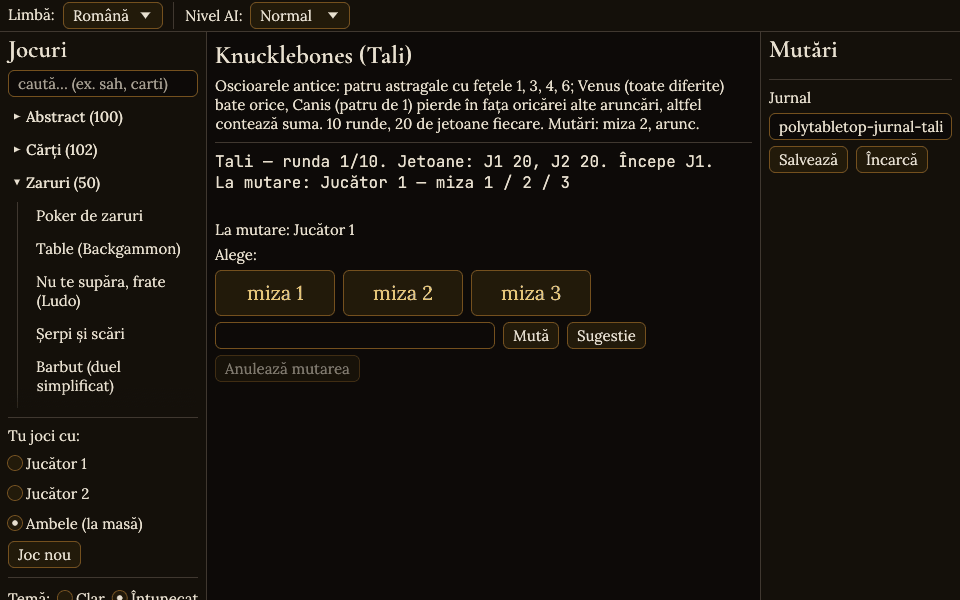 Limbă: Română Nivel AI: Normal
Jocuri
caută... (ex. sah, carti)
Abstract (100)
Cărți (102)
Zaruri (50)
Poker de zaruri
Table (Backgammon)
Nu te supăra, frate
(Ludo)
Șerpi și scări
Barbut (duel
simplificat)
Tu joci cu:
Jucător 1
Jucător 2
Ambele (la masă)
Joc nou
Temă: Clar Întunecat
Knucklebones (Tali)
Oscioarele antice: patru astragale cu fețele 1, 3, 4, 6; Venus (toate diferite)
bate orice, Canis (patru de 1) pierde în fața oricărei alte aruncări, altfel
contează suma. 10 runde, 20 de jetoane fiecare. Mutări: miza 2, arunc.
Tali — runda 1/10. Jetoane: J1 20, J2 20. Începe J1.
La mutare: Jucător 1 — miza 1 / 2 / 3
La mutare: Jucător 1
Alege:
miza 1 miza 2 miza 3
Mută Sugestie
Anulează mutarea
Mutări
Jurnal
polytabletop-jurnal-tali
Salvează Încarcă